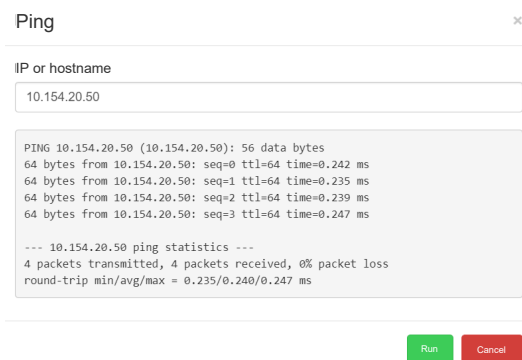 Ping
×
IP or hostname
10.154.20.50
PING 10.154.20.50 (10.154.20.50): 56 data bytes
64 bytes from 10.154.20.50: seq=0 ttl=64 time=0.242 ms
64 bytes from 10.154.20.50: seq=1 ttl=64 time=0.235 ms
64 bytes from 10.154.20.50: seq=2 ttl=64 time=0.239 ms
64 bytes from 10.154.20.50: seq=3 ttl=64 time=0.247 ms
--- 10.154.20.50 ping statistics ---
4 packets transmitted, 4 packets received, 0% packet loss
round-trip min/avg/max = 0.235/0.240/0.247 ms
Run Cancel